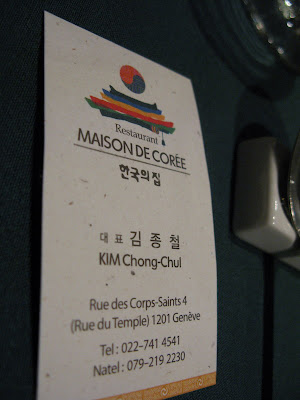 Restaurant
MAISON DE CORÉE
한국의집
대 표 김 종 철
KIM Chong-Chul
Rue des Corps-Saints 4
(Rue du Temple) 1201 Genève
Tel : 022-741 4541
Natel : 079-219 2230